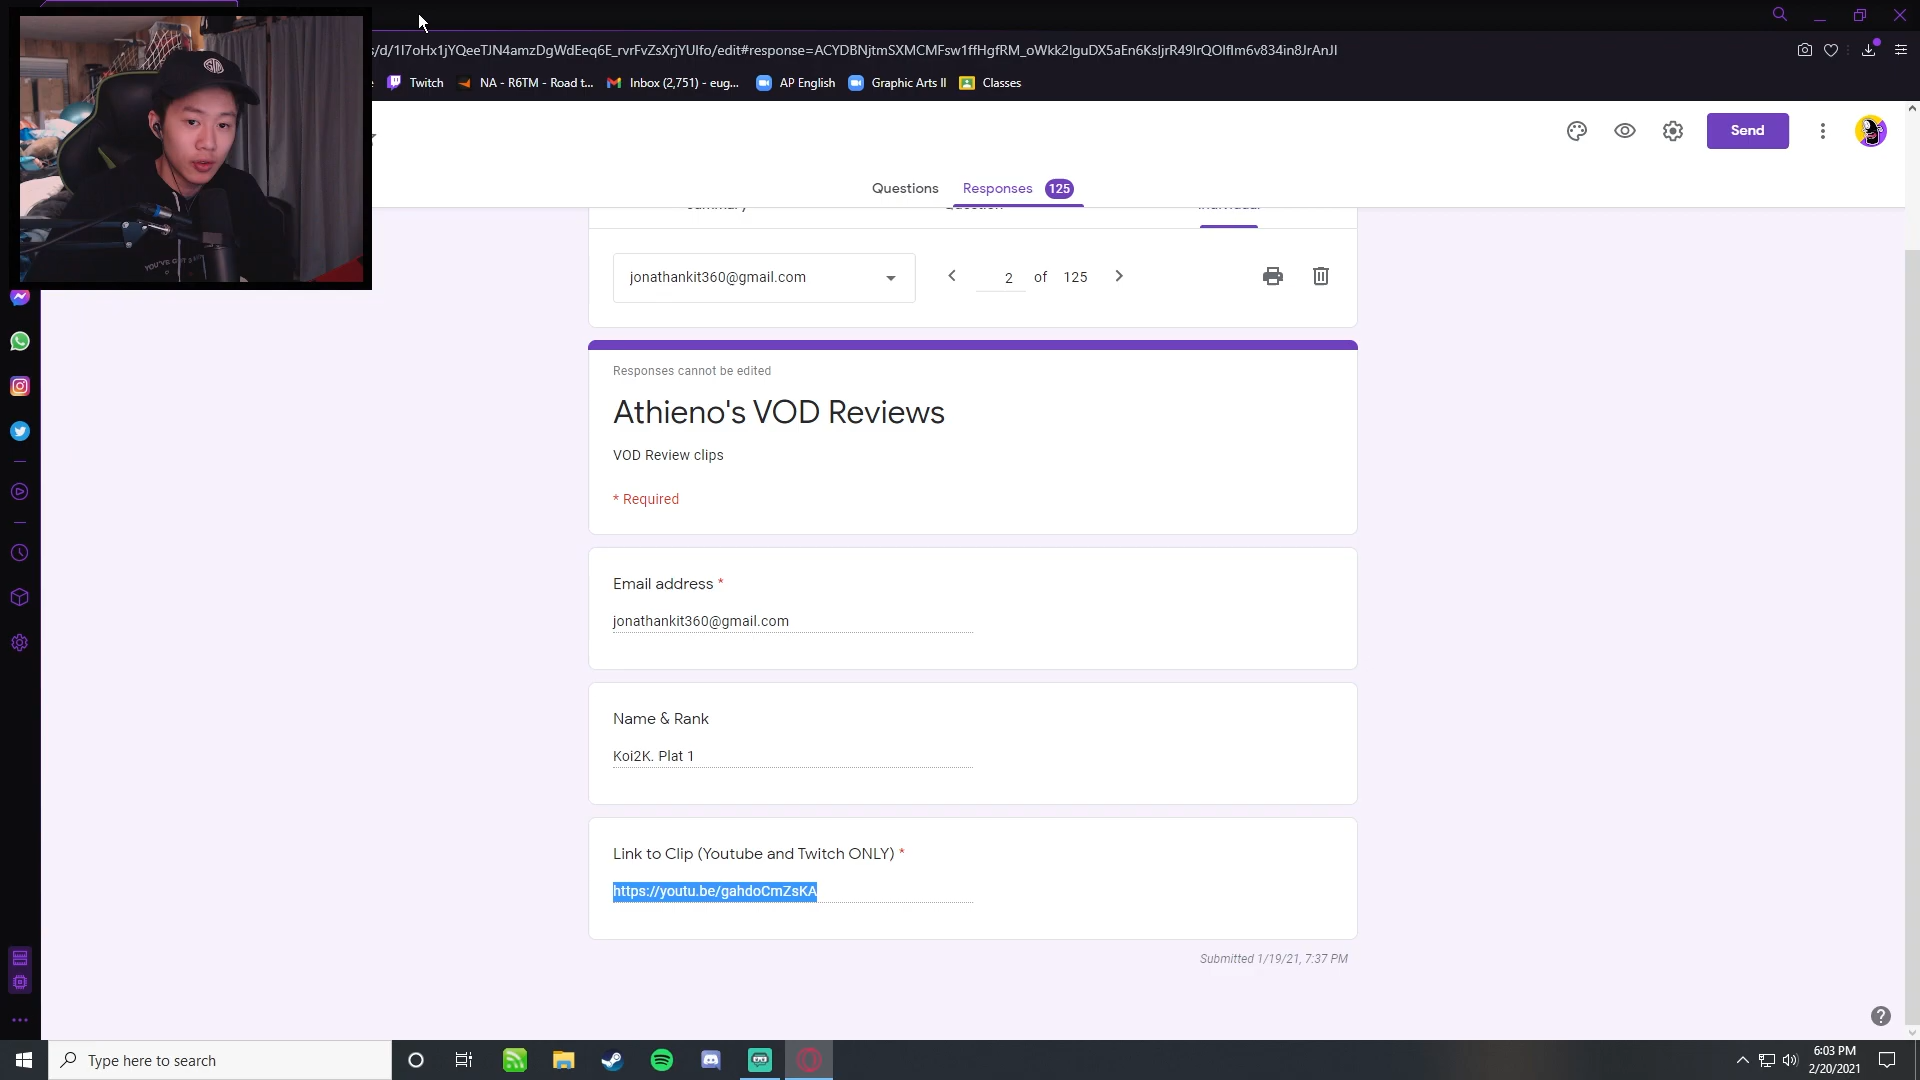 s/d/1I7oHx1jYQeeTJN4amzDgWdEeq6E_rvrFvZsXrjYUIfo/edit#response=ACYDBNjtmSXMCMFsw1ffHgfRM_oWkk2lguDX5aEn6KsljrR49lrQOIflm6v834in8JrAnJI
Twitch
NA - R6TM - Road t...
Inbox (2,751) - eug...
AP English
Graphic Arts II
Classes
Send
Questions
Responses
125
jonathankit360@gmail.com
2 of 125
Responses cannot be edited
Athieno's VOD Reviews
VOD Review clips
* Required
Email address *
jonathankit360@gmail.com
Name & Rank
Koi2K. Plat 1
Link to Clip (Youtube and Twitch ONLY) *
https://youtu.be/gahdoCmZsKA
Submitted 1/19/21, 7:37 PM
Type here to search
6:03 PM
2/20/2021